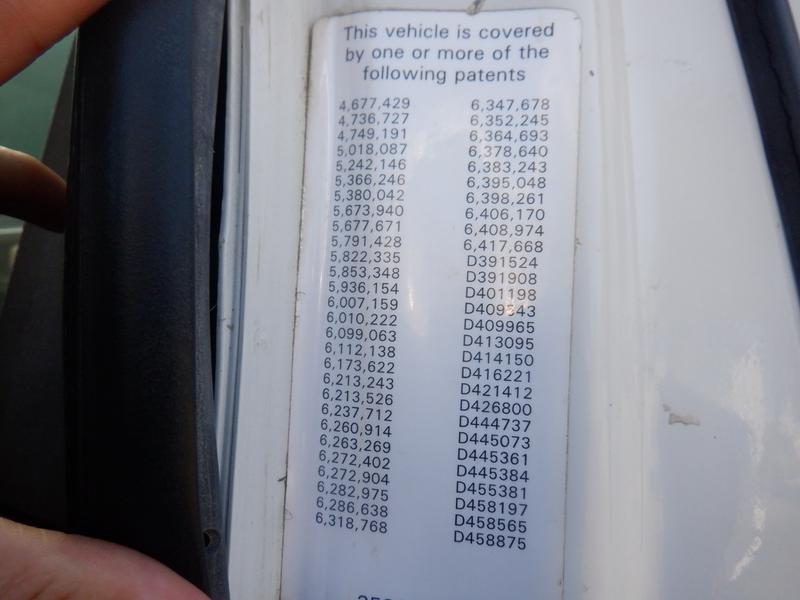 This vehicle is covered
by one or more of the
following patents
4,677,429
4,736,727
4,749,191
5,018,087
5,242,146
5,366,246
5,380,042
5,673,940
5,677,671
5,791,428
5,822,335
5,853,348
5,936,154
6,007,159
6,010,222
6,099,063
6,112,138
6,173,622
6,213,243
6,213,526
6,237,712
6,260,914
6,263,269
6,272,402
6,272,904
6,282,975
6,286,638
6,318,768
6,347,678
6,352,245
6,364,693
6,378,640
6,383,243
6,395,048
6,398,261
6,406,170
6,408,974
6,417,668
D391524
D391908
D401198
D409543
D409965
D413095
D414150
D416221
D421412
D426800
D444737
D445073
D445361
D445384
D455381
D458197
D458565
D458875